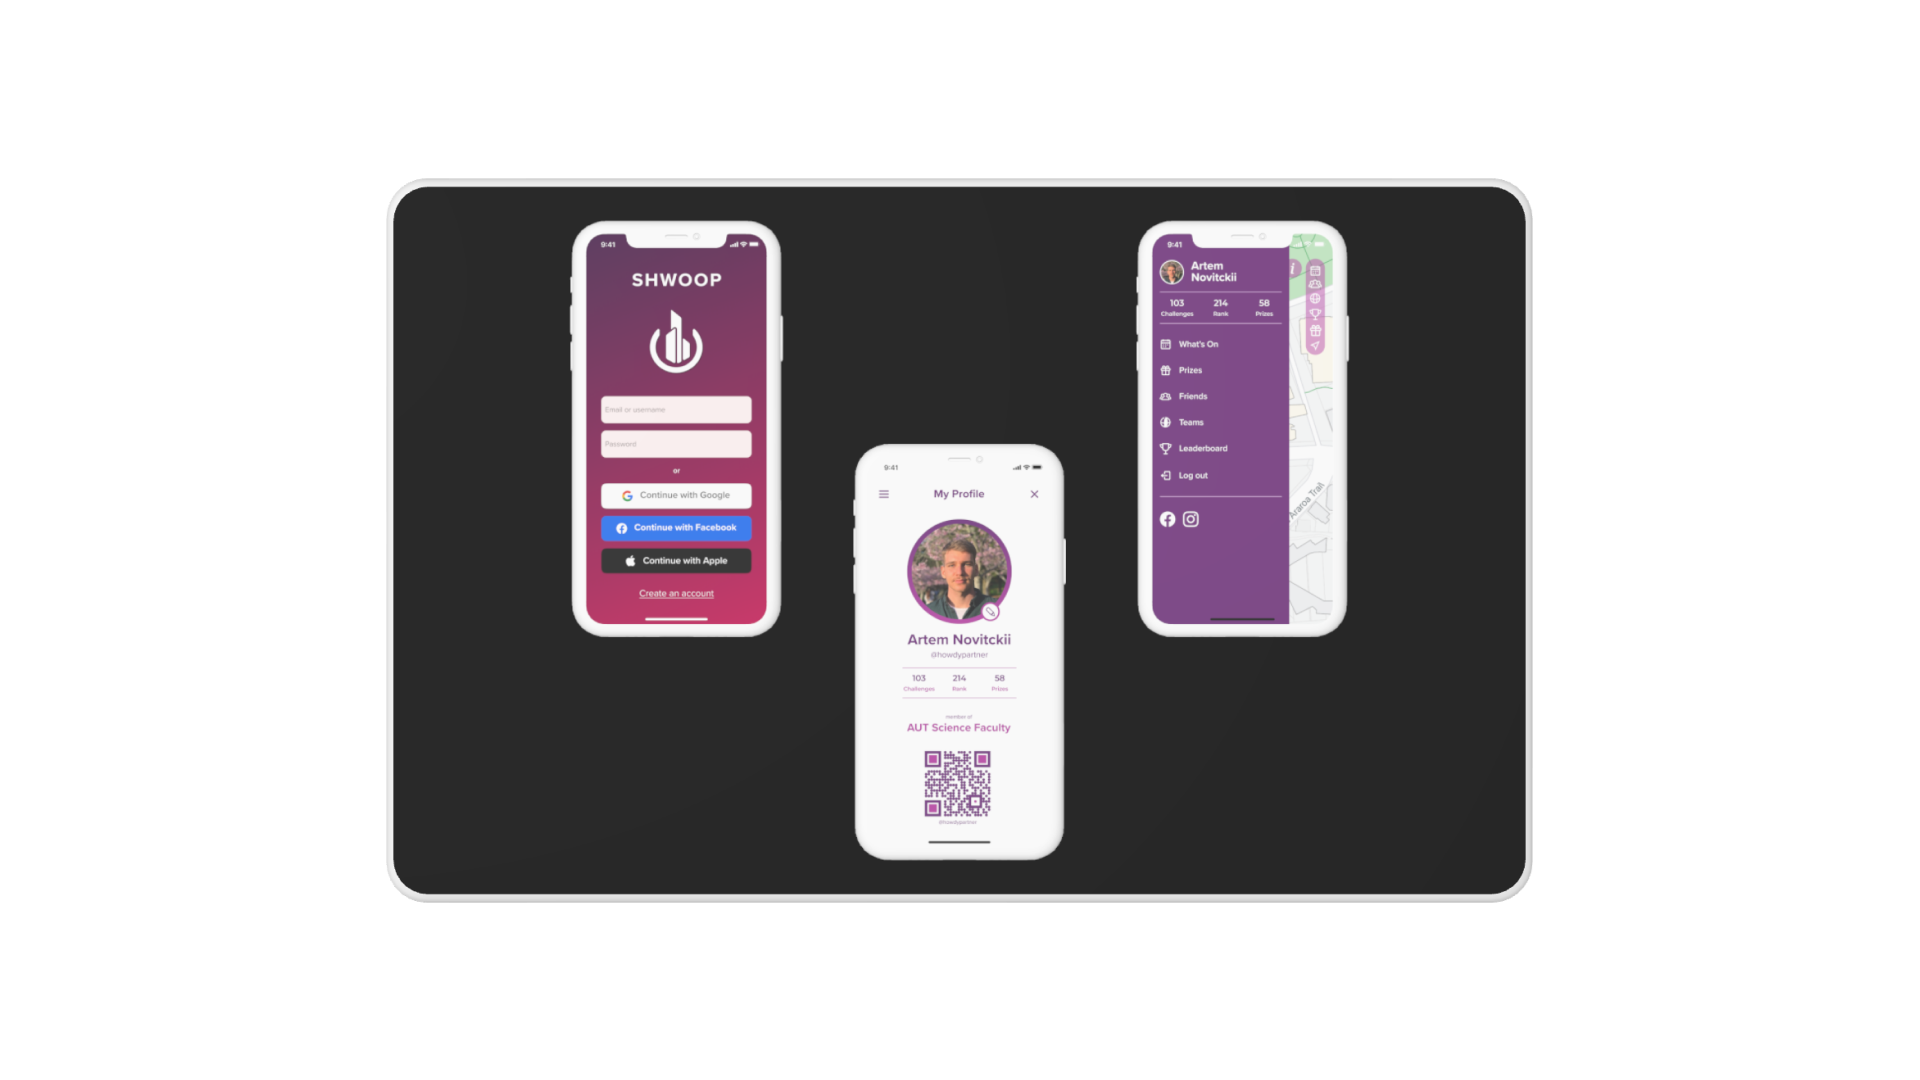 9:41
SHWOOP
Email or username
Password
or
Continue with Google
Continue with Facebook
Continue with Apple
Create an account
9:41
My Profile
Artem Novitckii
@howdypartner
103 214 58
Challenges Rank Prizes
member of
AUT Science Faculty
@howdypartner
9:41
Artem
Novitckii
103 214 58
Challenges Rank Prizes
What's On
Prizes
Friends
Teams
Leaderboard
Log out
i
Araroa Trail